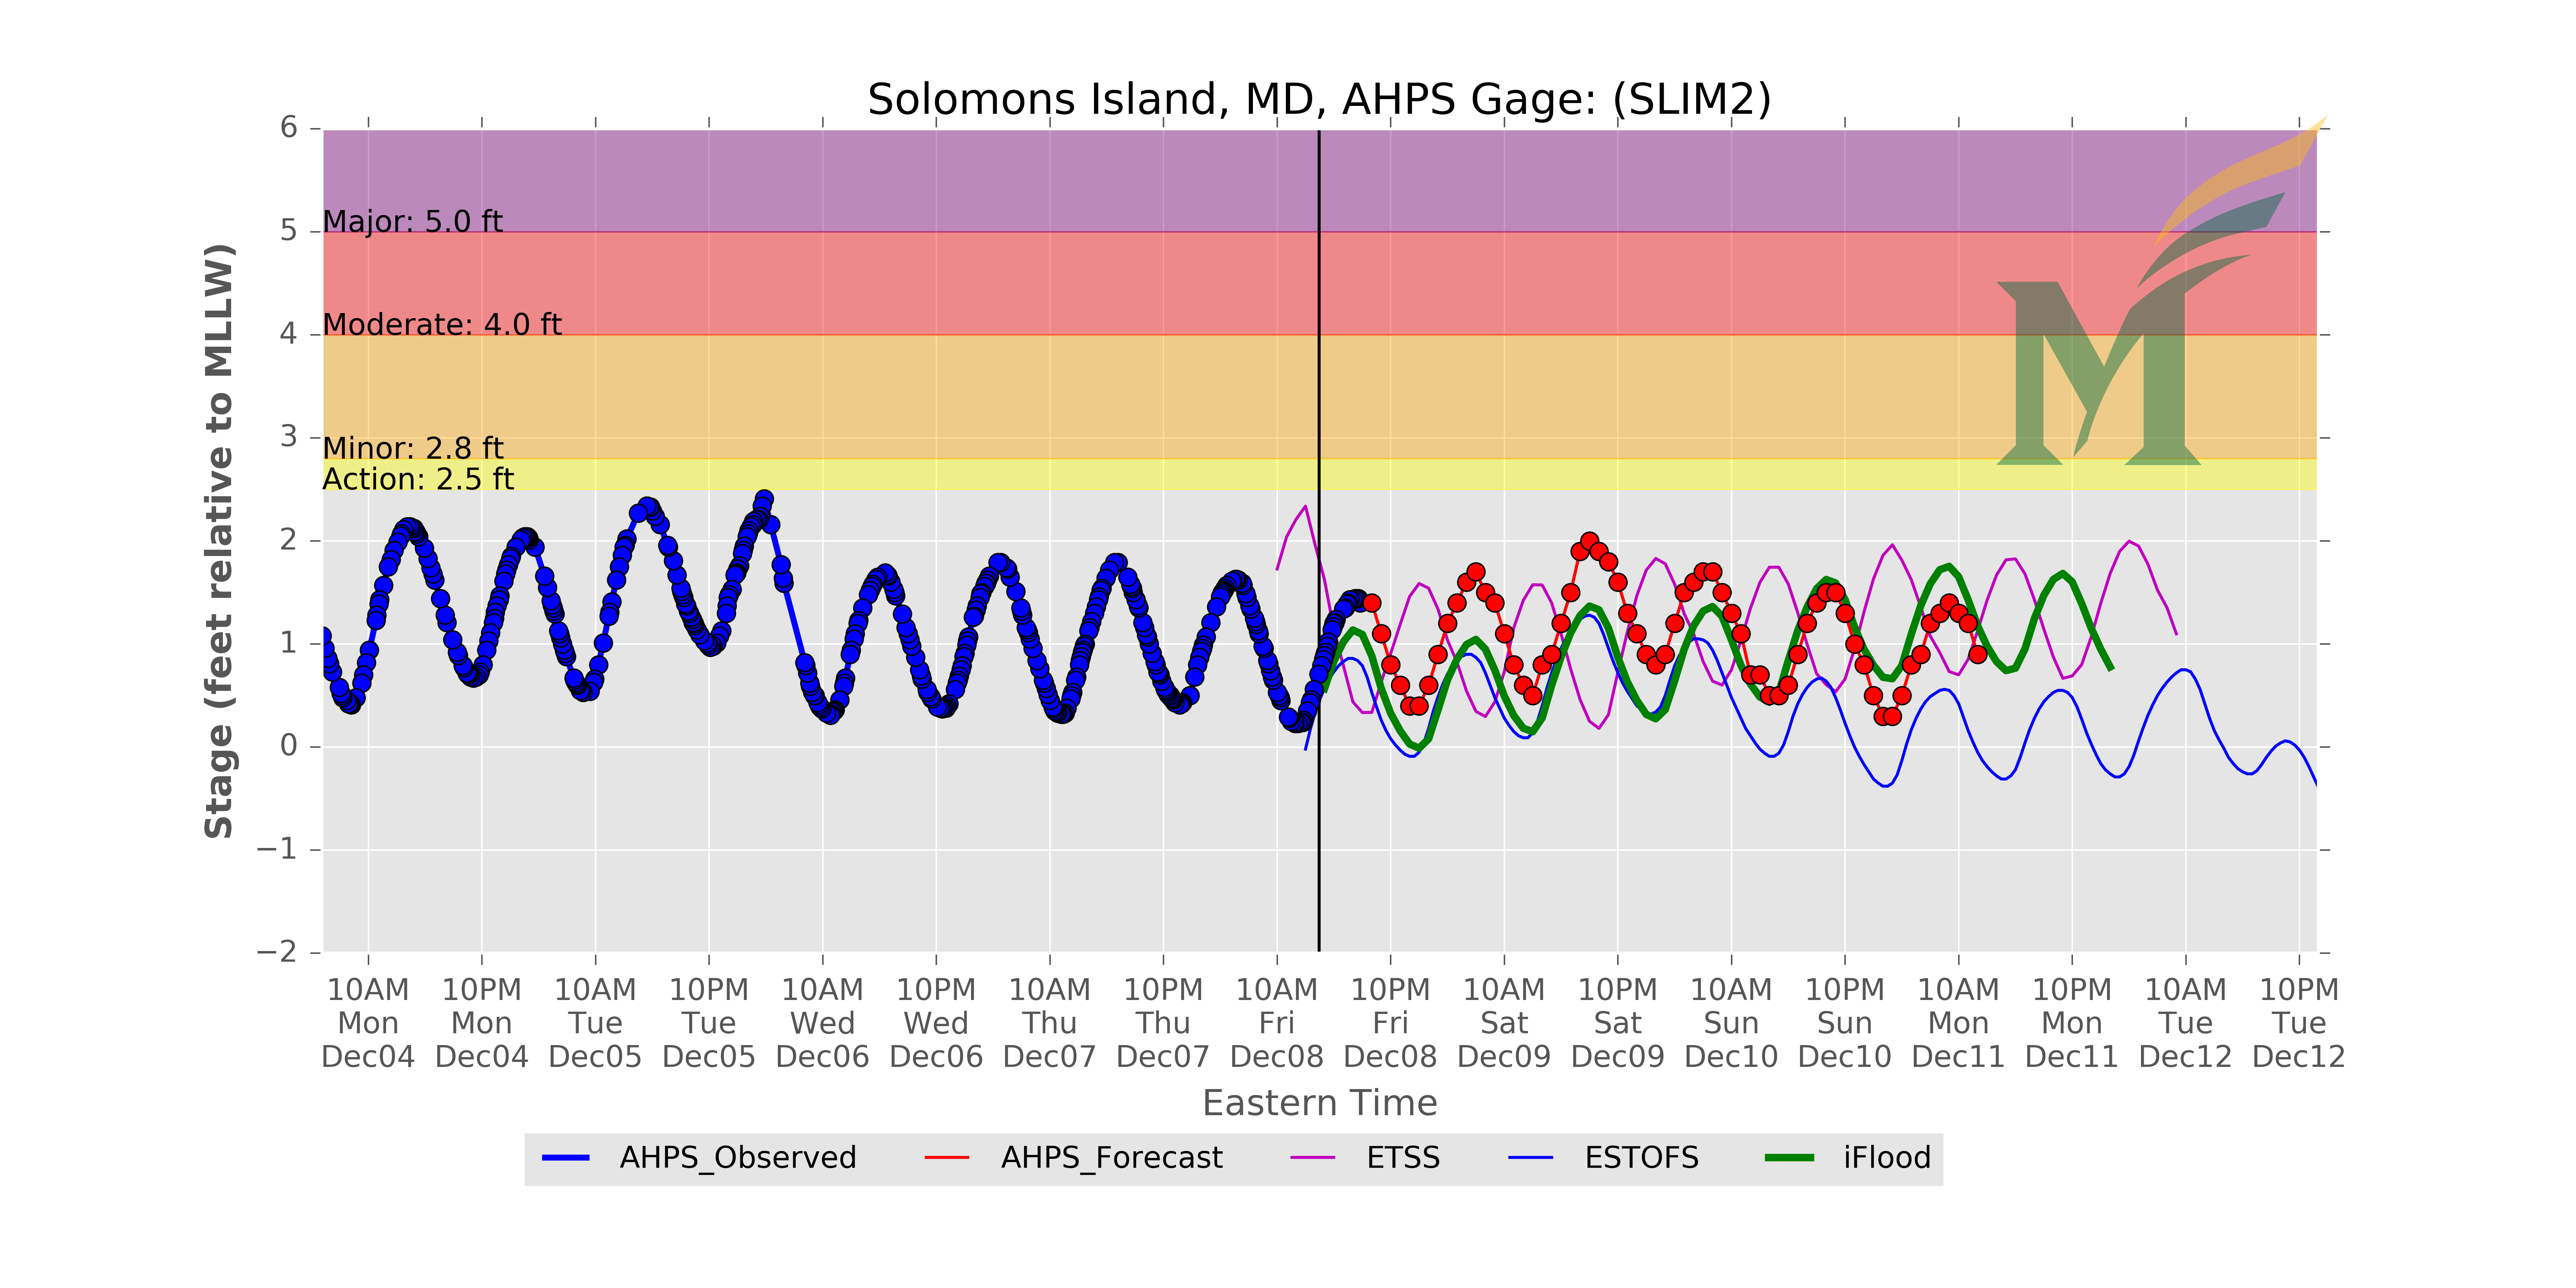 Solomons Island, MD, AHPS Gage: (SLIM2)
6
5
4
3
2
1
0
−1
−2
Stage (feet relative to MLLW)
Major: 5.0 ft
Moderate: 4.0 ft
Minor: 2.8 ft
Action: 2.5 ft
M
10AM 10PM 10AM 10PM 10AM 10PM 10AM 10PM 10AM 10PM 10AM 10PM 10AM 10PM 10AM 10PM 10AM 10PM
Mon Mon Tue Tue Wed Wed Thu Thu Fri Fri Sat Sat Sun Sun Mon Mon Tue Tue
Dec04 Dec04 Dec05 Dec05 Dec06 Dec06 Dec07 Dec07 Dec08 Dec08 Dec09 Dec09 Dec10 Dec10 Dec11 Dec11 Dec12 Dec12
Eastern Time
AHPS_Observed AHPS_Forecast ETSS ESTOFS iFlood